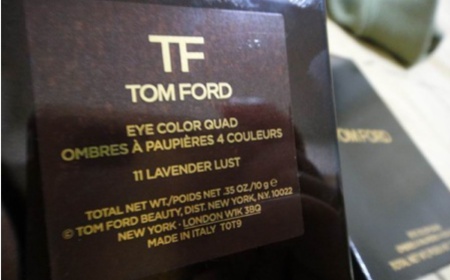 TF
TOM FORD
EYE COLOR QUAD
OMBRES À PAUPIÈRES 4 COULEURS
11 LAVENDER LUST
TOTAL NET WT./POIDS NET .35 OZ./10 g ℮
© TOM FORD BEAUTY, DIST. NEW YORK, N.Y. 10022
NEW YORK · LONDON W1K 3BQ
MADE IN ITALY T0T9
OM FORD